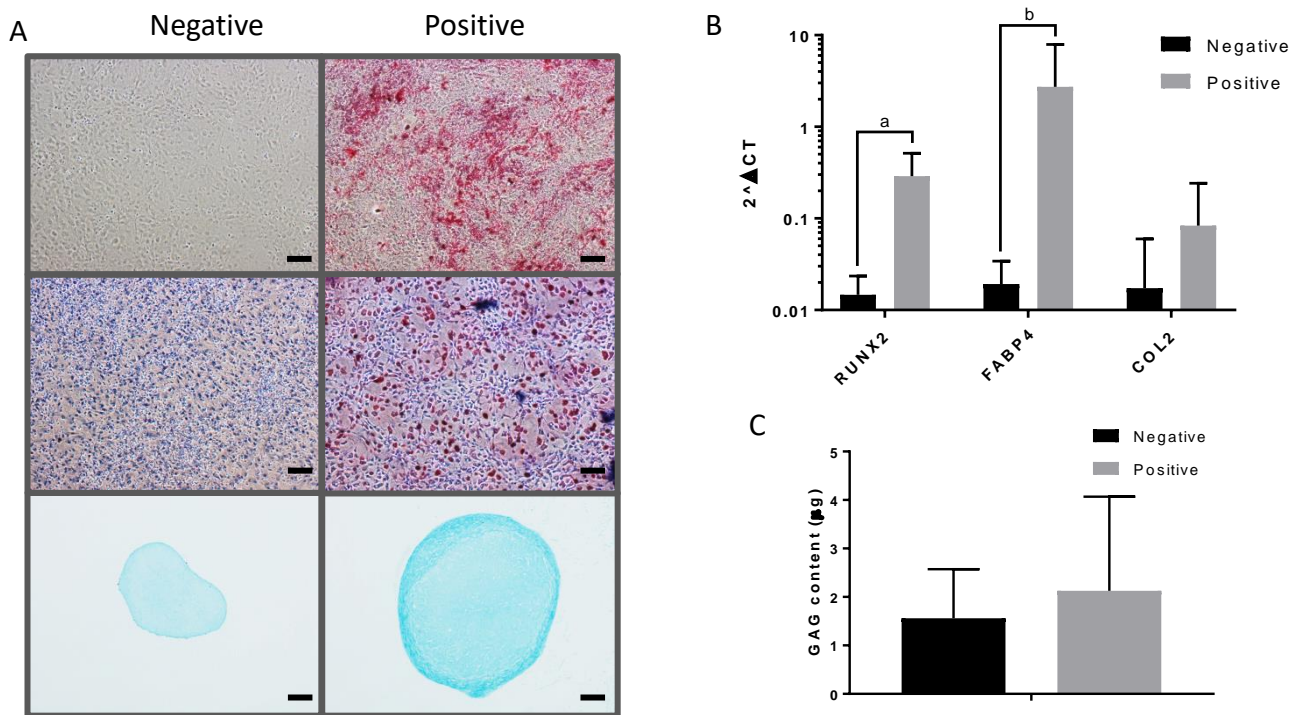 A
Negative
Positive
B
10
1
0.1
0.01
2^▲CT
a
b
Negative
Positive
RUNX2
FABP4
COL2
C
5
4
3
2
1
0
GAG content (µg)
Negative
Positive